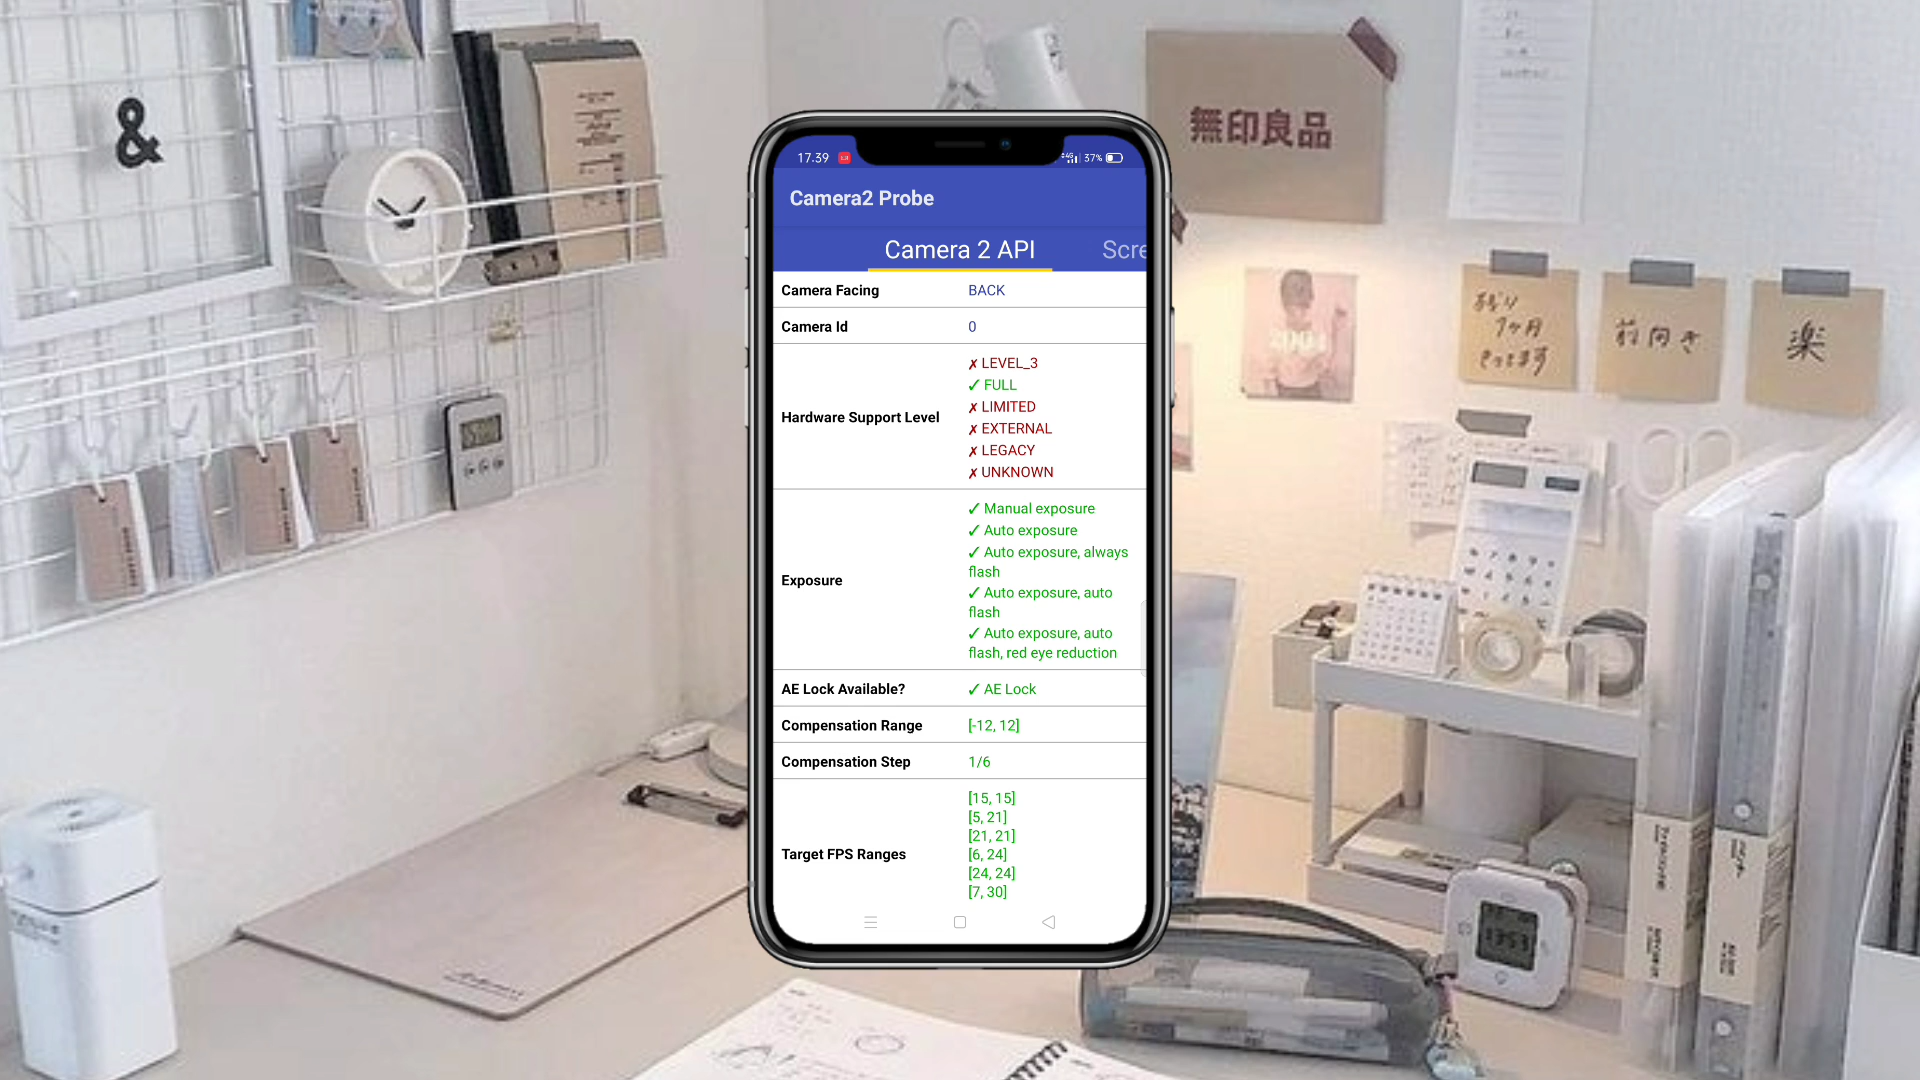 &
無印良品
17.39
37%
Camera2 Probe
Camera 2 API
Scre
Camera Facing
BACK
Camera Id
0
Hardware Support Level
✗ LEVEL_3
✓ FULL
✗ LIMITED
✗ EXTERNAL
✗ LEGACY
✗ UNKNOWN
Exposure
✓ Manual exposure
✓ Auto exposure
✓ Auto exposure, always
flash
✓ Auto exposure, auto
flash
✓ Auto exposure, auto
flash, red eye reduction
AE Lock Available?
✓ AE Lock
Compensation Range
[-12, 12]
Compensation Step
1/6
Target FPS Ranges
[15, 15]
[5, 21]
[21, 21]
[6, 24]
[24, 24]
[7, 30]
前向き
楽